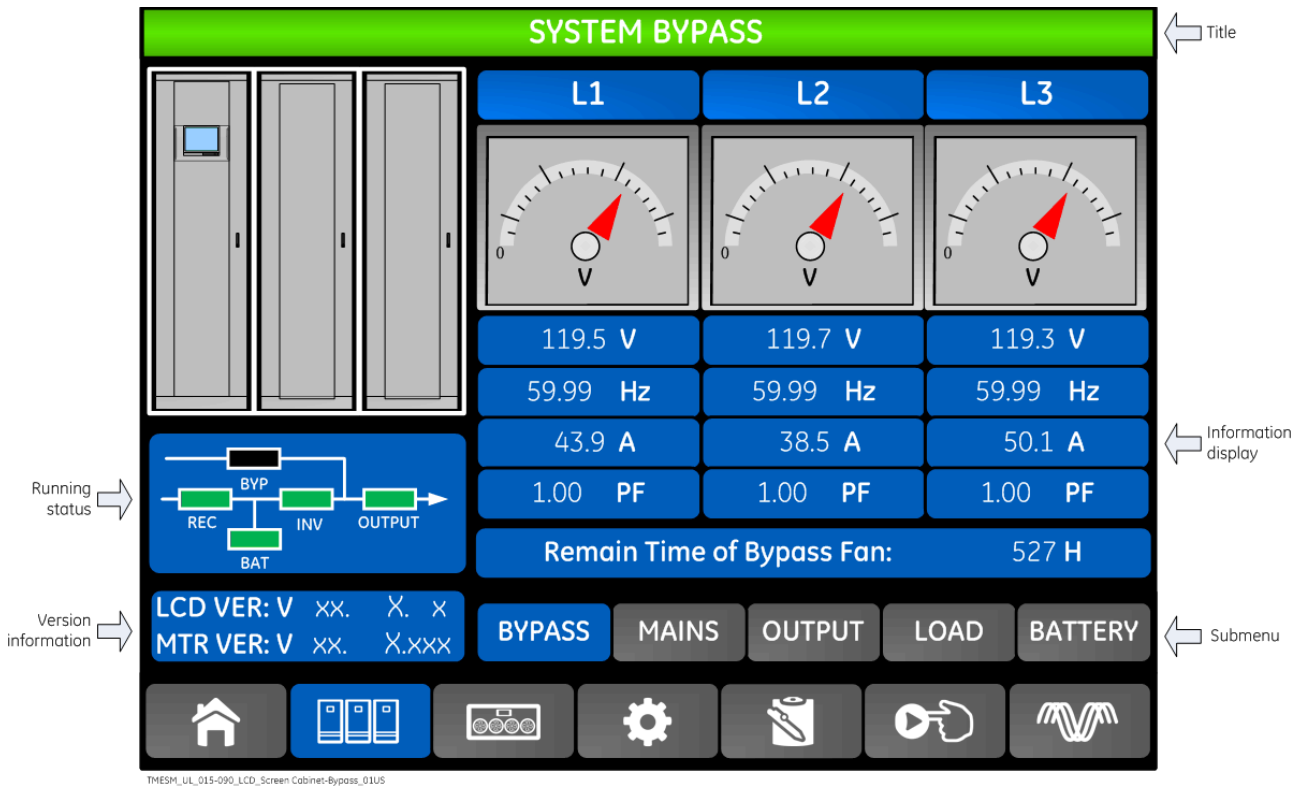 SYSTEM BYPASS
Title
L1 L2 L3
0 0 0
V V V
119.5 V 119.7 V 119.3 V
59.99 Hz 59.99 Hz 59.99 Hz
43.9 A 38.5 A 50.1 A
Information
display
1.00 PF 1.00 PF 1.00 PF
Running
status
BYP
REC INV OUTPUT
BAT
Remain Time of Bypass Fan: 527 H
Version
information
LCD VER: V xx. X. x
MTR VER: V xx. X.xxx
BYPASS MAINS OUTPUT LOAD BATTERY
Submenu
TMESM_UL_015-090_LCD_Screen Cabinet-Bypass_01US